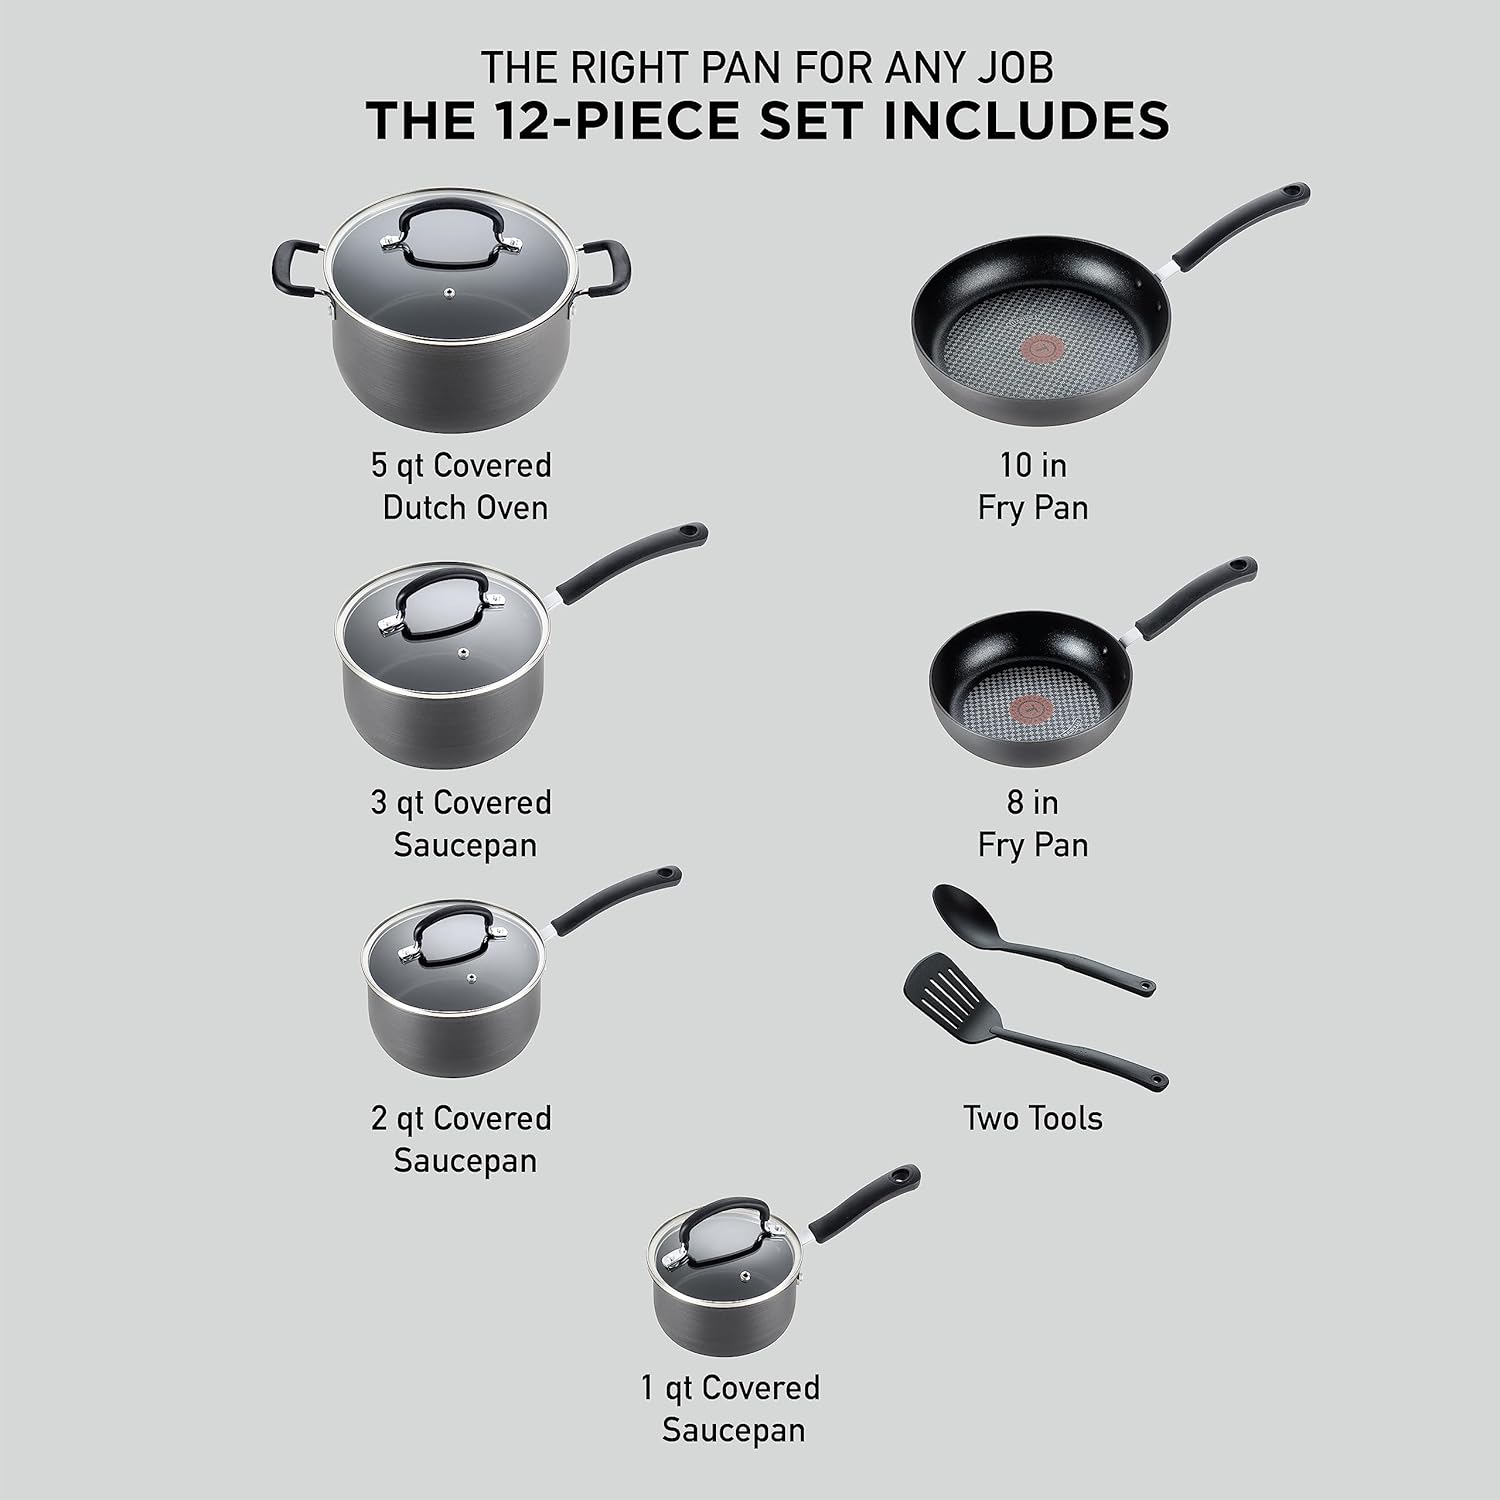 THE RIGHT PAN FOR ANY JOB
THE 12-PIECE SET INCLUDES
5 qt Covered
Dutch Oven
10 in
Fry Pan
3 qt Covered
Saucepan
8 in
Fry Pan
2 qt Covered
Saucepan
Two Tools
1 qt Covered
Saucepan